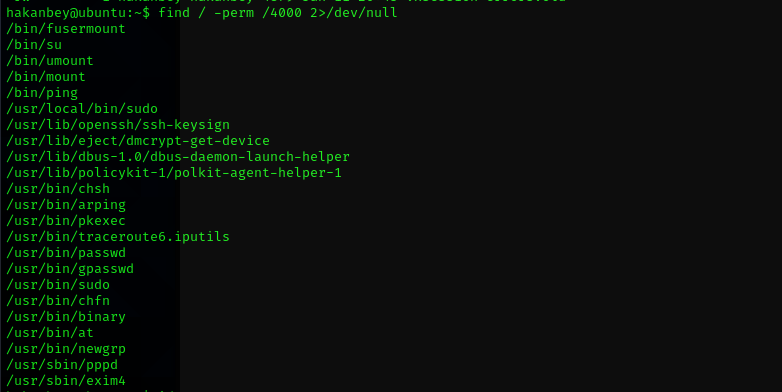 hakanbey@ubuntu:~$ find / -perm /4000 2>/dev/null
/bin/fusermount
/bin/su
/bin/umount
/bin/mount
/bin/ping
/usr/local/bin/sudo
/usr/lib/openssh/ssh-keysign
/usr/lib/eject/dmcrypt-get-device
/usr/lib/dbus-1.0/dbus-daemon-launch-helper
/usr/lib/policykit-1/polkit-agent-helper-1
/usr/bin/chsh
/usr/bin/arping
/usr/bin/pkexec
/usr/bin/traceroute6.iputils
/usr/bin/passwd
/usr/bin/gpasswd
/usr/bin/sudo
/usr/bin/chfn
/usr/bin/binary
/usr/bin/at
/usr/bin/newgrp
/usr/sbin/pppd
/usr/sbin/exim4